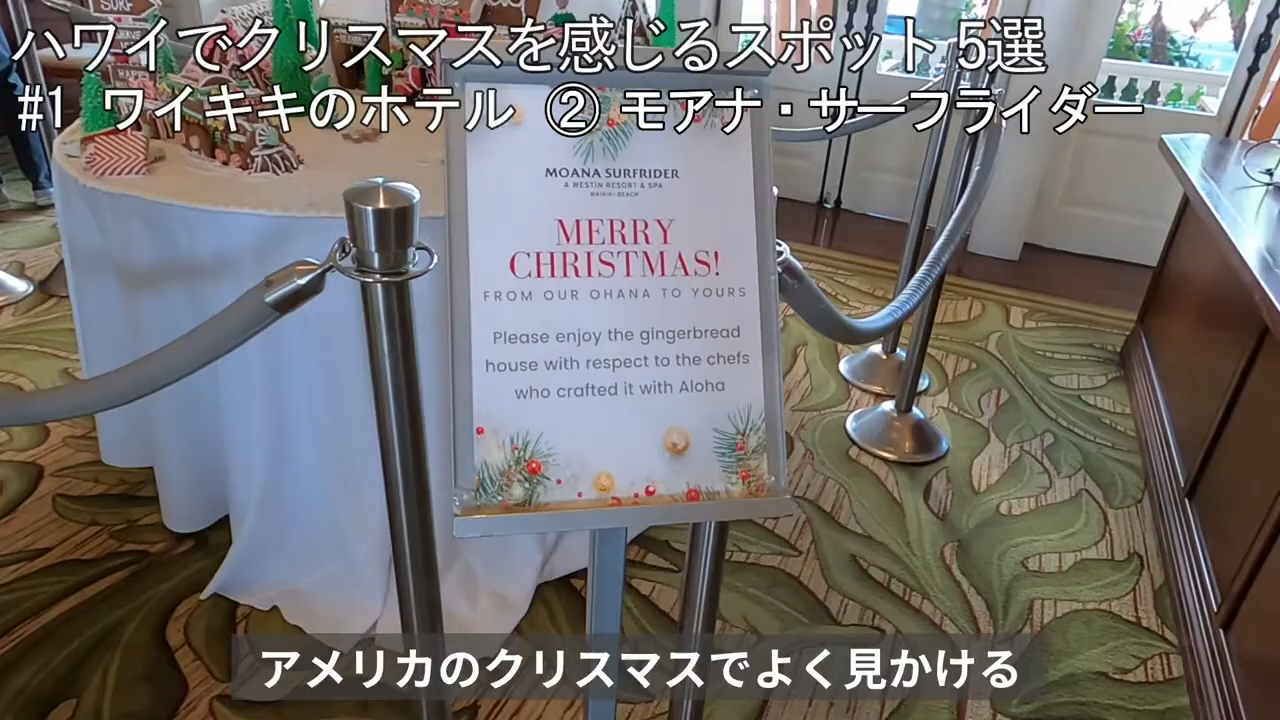 SURF
ハワイでクリスマスを感じるスポット 5選
#1 ワイキキのホテル ② モアナ・サーフライダー
MOANA SURFRIDER
A WESTIN RESORT & SPA
WAIKIKI BEACH
MERRY
CHRISTMAS!
FROM OUR OHANA TO YOURS
Please enjoy the gingerbread
house with respect to the chefs
who crafted it with Aloha
アメリカのクリスマスでよく見かける